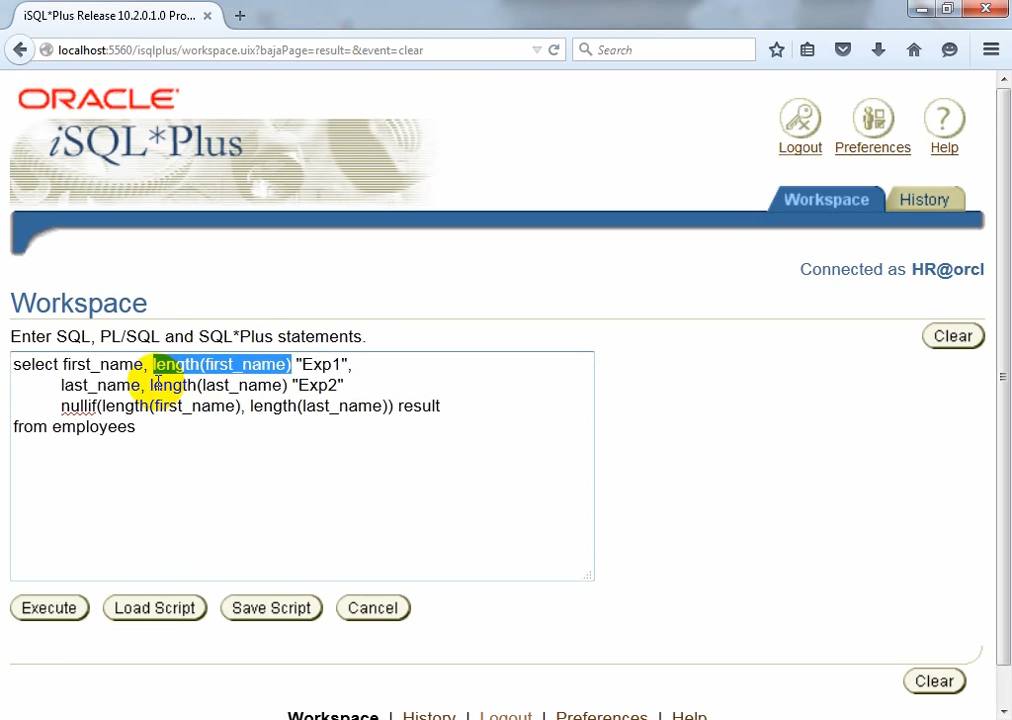 iSQL*Plus Release 10.2.0.1.0 Pro...
localhost:5560/isqlplus/workspace.uix?bajaPage=result=&event=clear
Search
ORACLE
iSQL*Plus
Logout Preferences Help
Workspace History
Connected as HR@orcl
Workspace
Enter SQL, PL/SQL and SQL*Plus statements.
Clear
select first_name, length(first_name) "Exp1",
last_name, length(last_name) "Exp2"
nullif(length(first_name), length(last_name)) result
from employees
Execute Load Script Save Script Cancel
Clear
Workspace | History | Logout | Preferences | Help